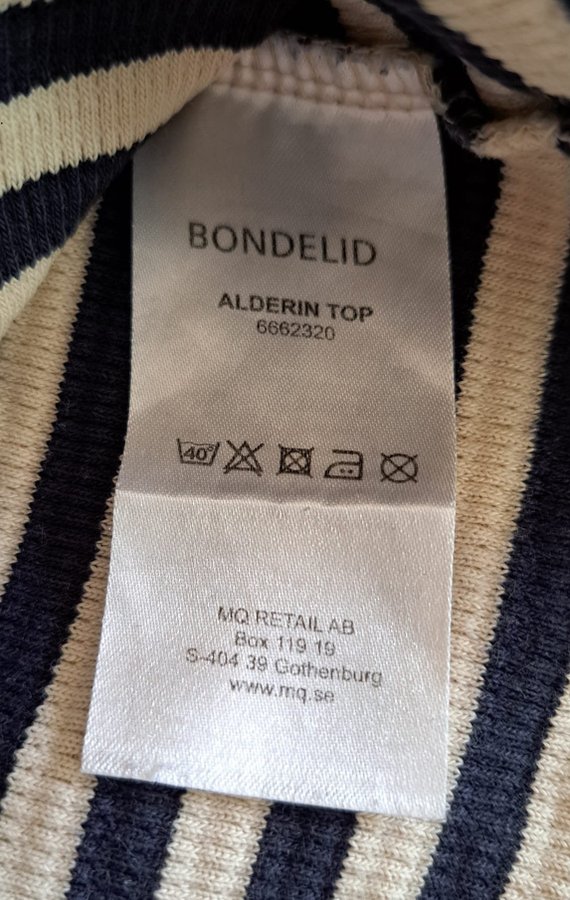 BONDELID
ALDERIN TOP
6662320
40°
MQ RETAIL AB
Box 119 19
S-404 39 Gothenburg
www.mq.se